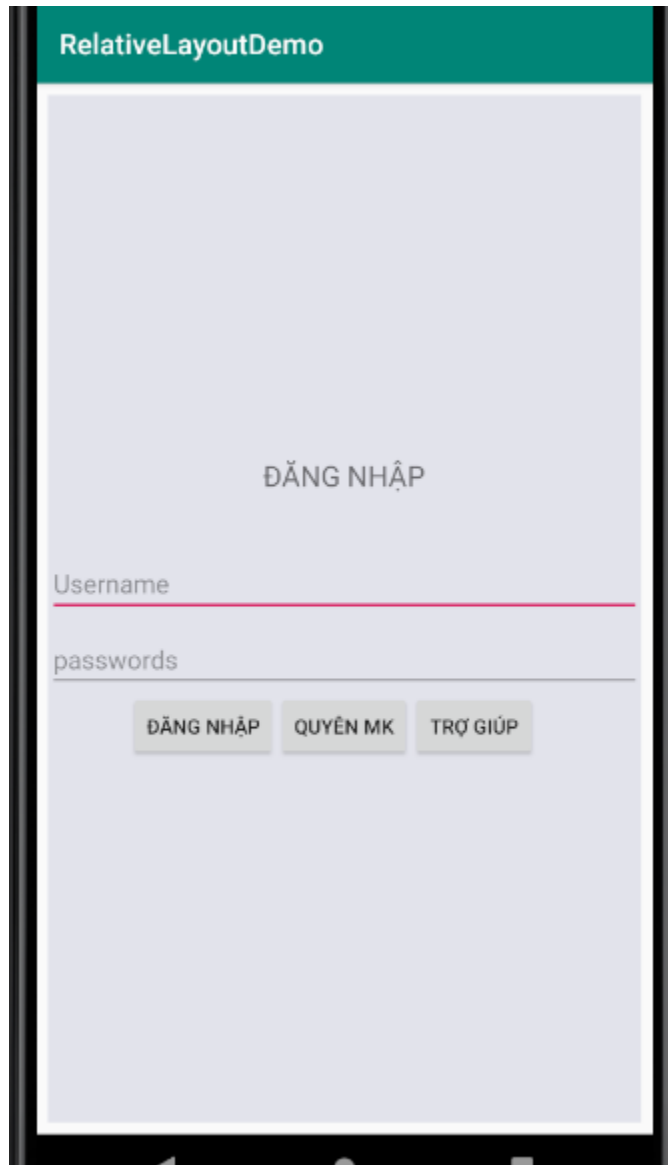 RelativeLayoutDemo
ĐĂNG NHẬP
Username
passwords
ĐĂNG NHẬP QUYÊN MK TRỢ GIÚP